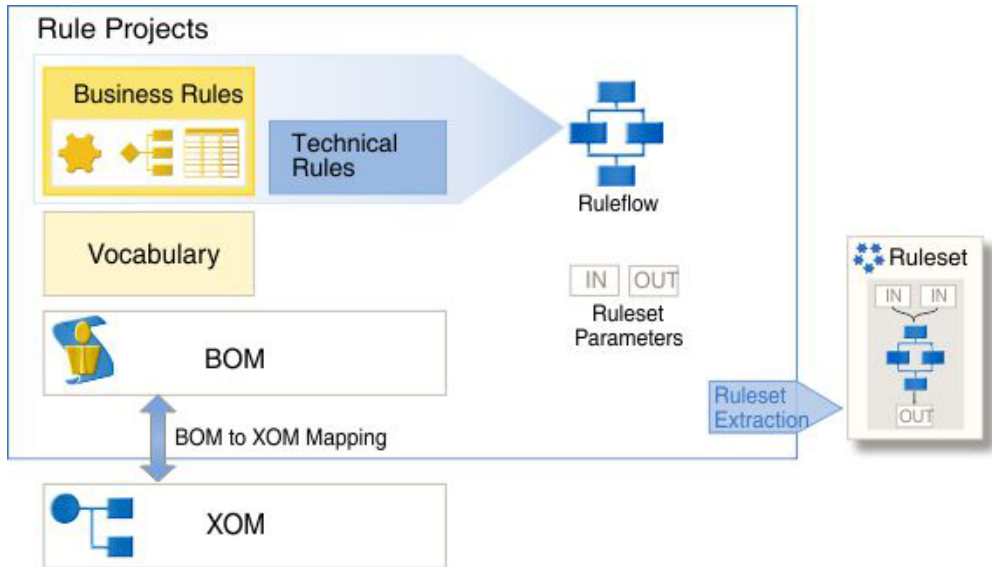 Rule Projects
Business Rules
Technical
Rules
Ruleflow
Vocabulary
IN OUT
Ruleset
Parameters
BOM
BOM to XOM Mapping
XOM
Ruleset
Extraction
Ruleset
IN IN
OUT